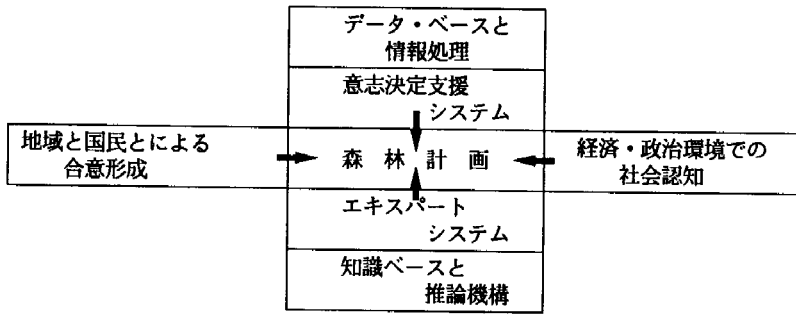 データ・ベースと
情報処理
意志決定支援
システム
地域と国民とによる
合意形成
森林計画
経済・政治環境での
社会認知
エキスパート
システム
知識ベースと
推論機構